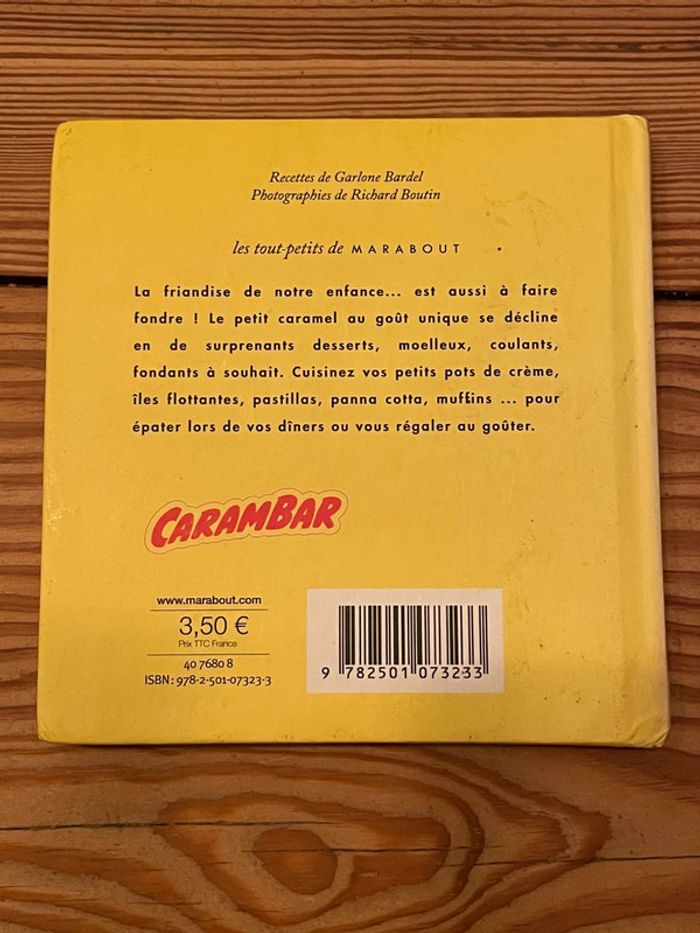 Recettes de Garlone Bardel
Photographies de Richard Boutin
les tout-petits de MARABOUT
La friandise de notre enfance... est aussi à faire
fondre ! Le petit caramel au goût unique se décline
en de surprenants desserts, moelleux, coulants,
fondants à souhait. Cuisinez vos petits pots de crème,
îles flottantes, pastillas, panna cotta, muffins ... pour
épater lors de vos dîners ou vous régaler au goûter.
CARAMBAR
www.marabout.com
3,50 €
Prix TTC France
40 7680 8
ISBN : 978-2-501-07323-3
9 782501 073233